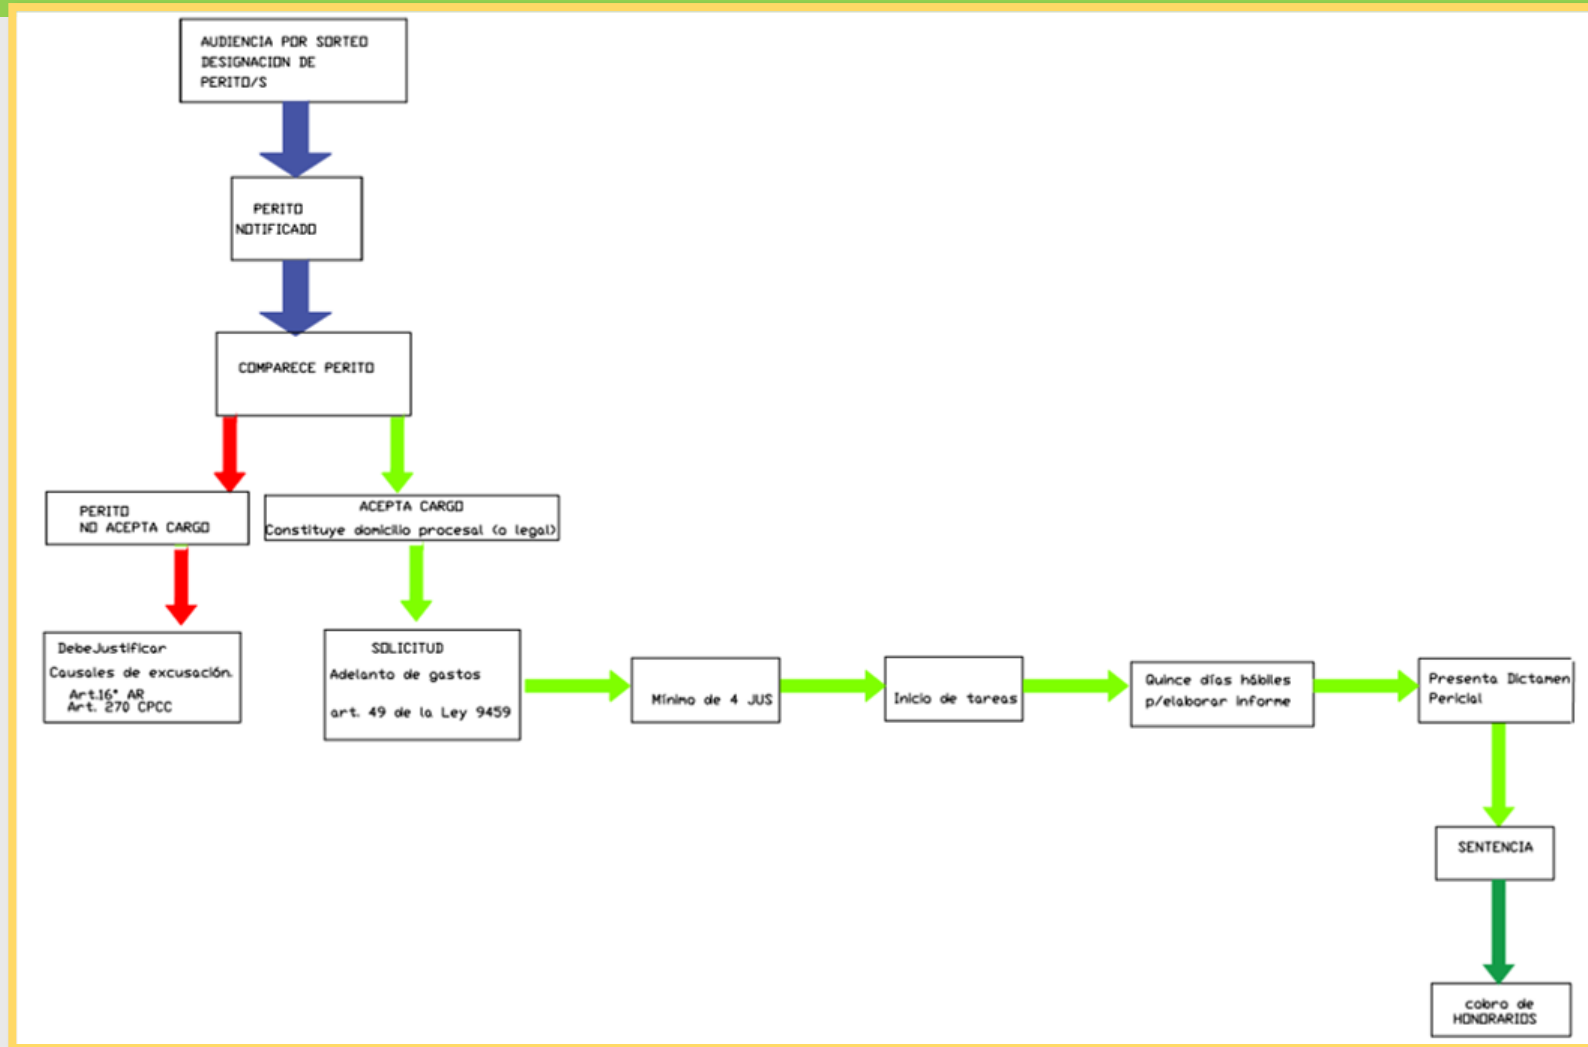 AUDIENCIA POR SORTEO
DESIGNACION DE
PERITO/S
PERITO
NOTIFICADO
COMPARECE PERITO
PERITO
NO ACEPTA CARGO
ACEPTA CARGO
Constituye domicilio procesal (o legal)
DebeJustificar
Causales de excusación.
Art.16° AR
Art. 270 CPCC
SOLICITUD
Adelanto de gastos
art. 49 de la Ley 9459
Mínimo de 4 JUS
Inicio de tareas
Quince días hábiles
p/elaborar informe
Presenta Dictamen
Pericial
SENTENCIA
cobro de
HONORARIOS